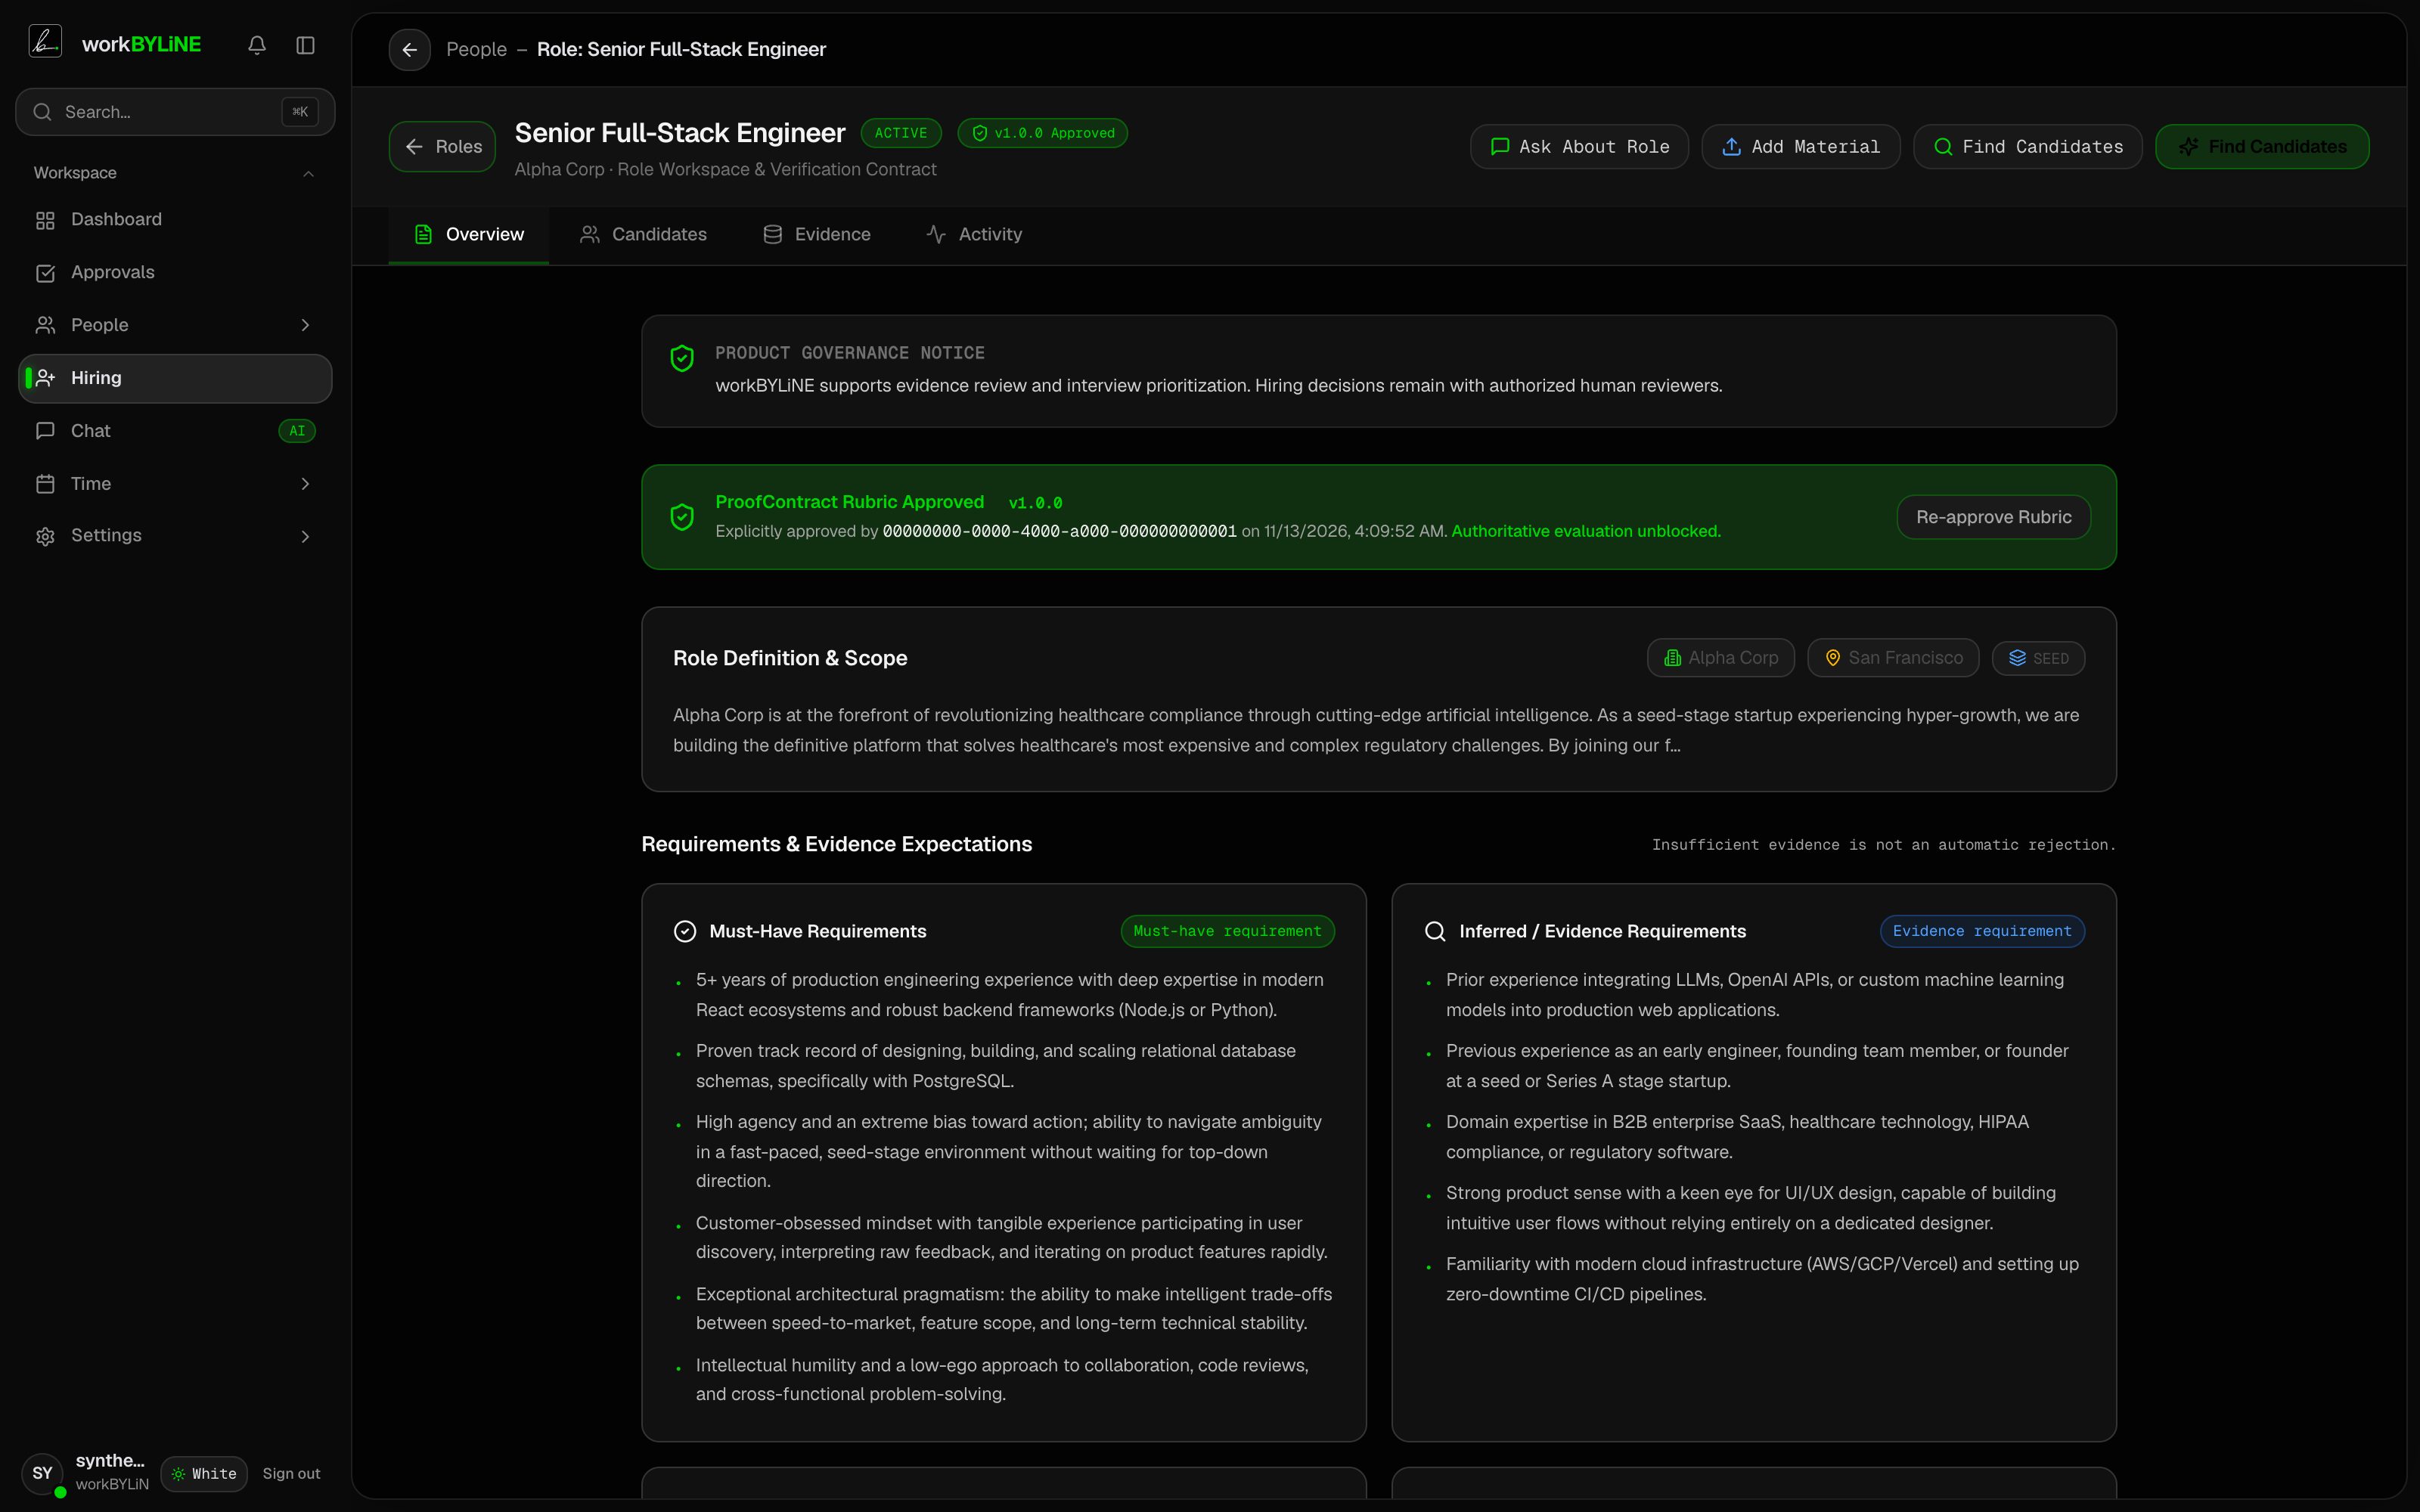 workBYLiNE
Search...
⌘K
Workspace
Dashboard
Approvals
People
Hiring
Chat
AI
Time
Settings
SY
synthe...
workBYLiN
White
Sign out
People – Role: Senior Full-Stack Engineer
Roles
Senior Full-Stack Engineer
ACTIVE
v1.0.0 Approved
Alpha Corp · Role Workspace & Verification Contract
Ask About Role
Add Material
Find Candidates
Find Candidates
Overview
Candidates
Evidence
Activity
PRODUCT GOVERNANCE NOTICE
workBYLiNE supports evidence review and interview prioritization. Hiring decisions remain with authorized human reviewers.
ProofContract Rubric Approved v1.0.0
Explicitly approved by 00000000-0000-4000-a000-000000000001 on 11/13/2026, 4:09:52 AM. Authoritative evaluation unblocked.
Re-approve Rubric
Role Definition & Scope
Alpha Corp
San Francisco
SEED
Alpha Corp is at the forefront of revolutionizing healthcare compliance through cutting-edge artificial intelligence. As a seed-stage startup experiencing hyper-growth, we are
building the definitive platform that solves healthcare's most expensive and complex regulatory challenges. By joining our f...
Requirements & Evidence Expectations
Insufficient evidence is not an automatic rejection.
Must-Have Requirements
Must-have requirement
• 5+ years of production engineering experience with deep expertise in modern
React ecosystems and robust backend frameworks (Node.js or Python).
• Proven track record of designing, building, and scaling relational database
schemas, specifically with PostgreSQL.
• High agency and an extreme bias toward action; ability to navigate ambiguity
in a fast-paced, seed-stage environment without waiting for top-down
direction.
• Customer-obsessed mindset with tangible experience participating in user
discovery, interpreting raw feedback, and iterating on product features rapidly.
• Exceptional architectural pragmatism: the ability to make intelligent trade-offs
between speed-to-market, feature scope, and long-term technical stability.
• Intellectual humility and a low-ego approach to collaboration, code reviews,
and cross-functional problem-solving.
Inferred / Evidence Requirements
Evidence requirement
• Prior experience integrating LLMs, OpenAI APIs, or custom machine learning
models into production web applications.
• Previous experience as an early engineer, founding team member, or founder
at a seed or Series A stage startup.
• Domain expertise in B2B enterprise SaaS, healthcare technology, HIPAA
compliance, or regulatory software.
• Strong product sense with a keen eye for UI/UX design, capable of building
intuitive user flows without relying entirely on a dedicated designer.
• Familiarity with modern cloud infrastructure (AWS/GCP/Vercel) and setting up
zero-downtime CI/CD pipelines.